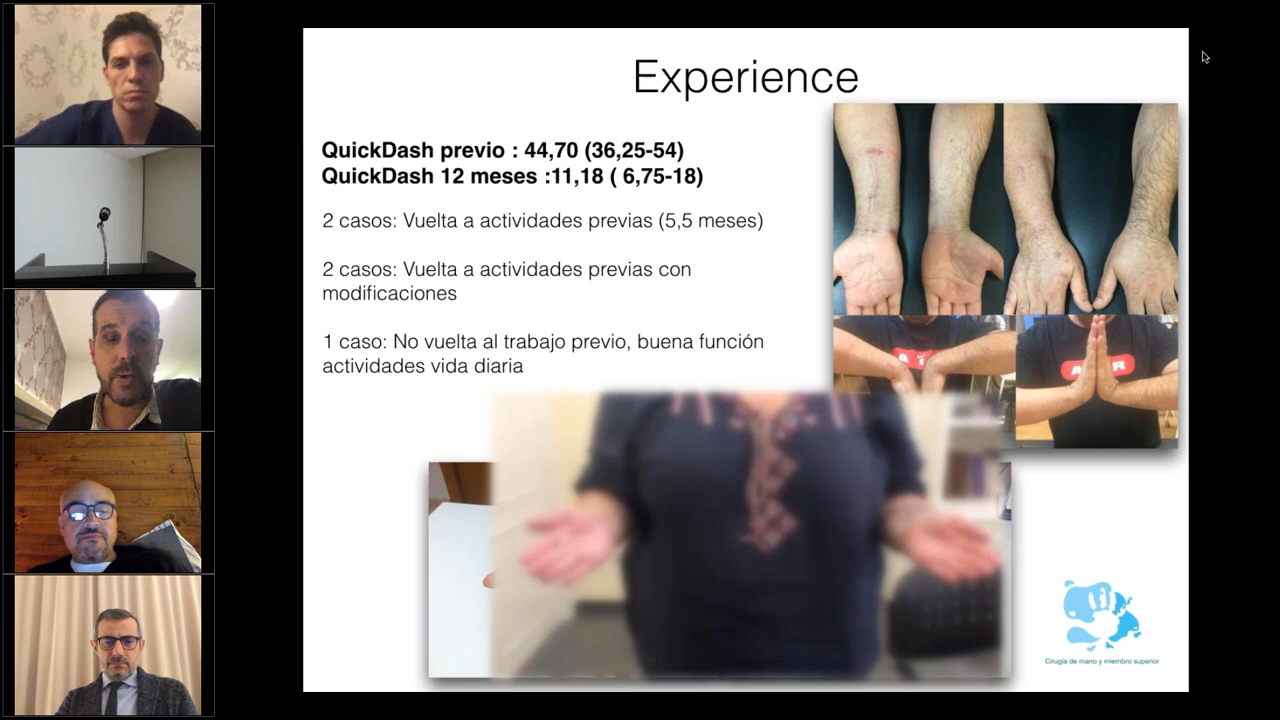 Experience
QuickDash previo : 44,70 (36,25-54)
QuickDash 12 meses :11,18 ( 6,75-18)
2 casos: Vuelta a actividades previas (5,5 meses)
2 casos: Vuelta a actividades previas con
modificaciones
1 caso: No vuelta al trabajo previo, buena función
actividades vida diaria
Cirugía de mano y miembro superior